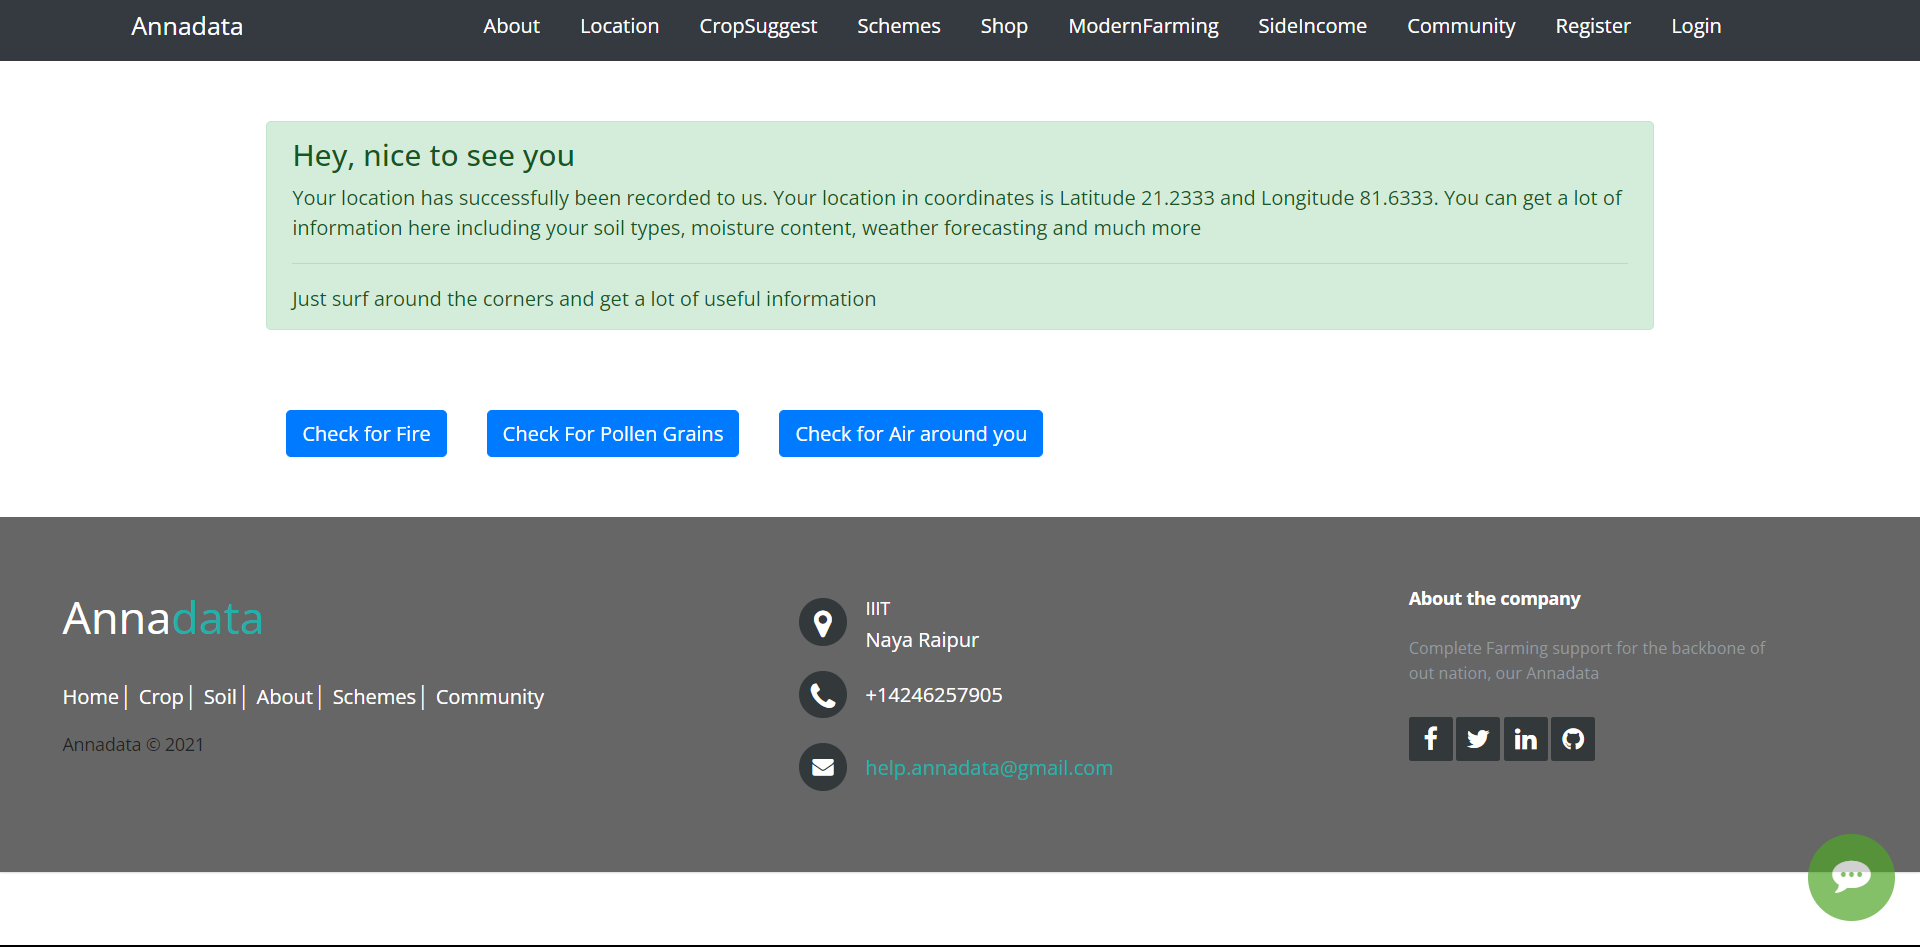 Annadata About Location CropSuggest Schemes Shop ModernFarming SideIncome Community Register Login
Hey, nice to see you
Your location has successfully been recorded to us. Your location in coordinates is Latitude 21.2333 and Longitude 81.6333. You can get a lot of
information here including your soil types, moisture content, weather forecasting and much more
Just surf around the corners and get a lot of useful information
Check for Fire Check For Pollen Grains Check for Air around you
Annadata
Home| Crop| Soil| About| Schemes| Community
Annadata © 2021
IIIT
Naya Raipur
+14246257905
help.annadata@gmail.com
About the company
Complete Farming support for the backbone of
out nation, our Annadata